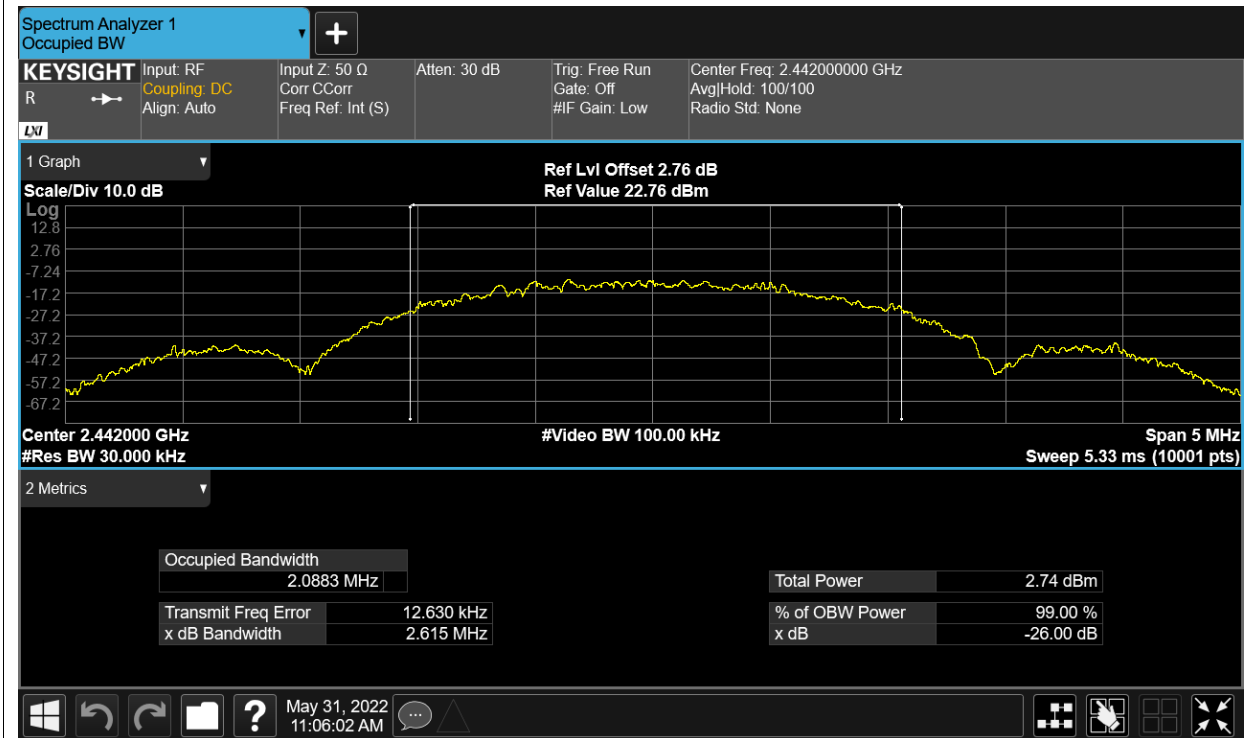 Spectrum Analyzer 1
Occupied BW
KEYSIGHT
R
LXI
Input: RF
Coupling: DC
Align: Auto
Input Z: 50 Ω
Corr CCorr
Freq Ref: Int (S)
Atten: 30 dB
Trig: Free Run
Gate: Off
#IF Gain: Low
Center Freq: 2.442000000 GHz
Avg|Hold: 100/100
Radio Std: None
1 Graph
Scale/Div 10.0 dB
Ref Lvl Offset 2.76 dB
Ref Value 22.76 dBm
Log
12.8
2.76
-7.24
-17.2
-27.2
-37.2
-47.2
-57.2
-67.2
Center 2.442000 GHz
#Video BW 100.00 kHz
Span 5 MHz
#Res BW 30.000 kHz
Sweep 5.33 ms (10001 pts)
2 Metrics
Occupied Bandwidth
2.0883 MHz
Total Power 2.74 dBm
Transmit Freq Error 12.630 kHz
% of OBW Power 99.00 %
x dB Bandwidth 2.615 MHz
x dB -26.00 dB
?
May 31, 2022
11:06:02 AM